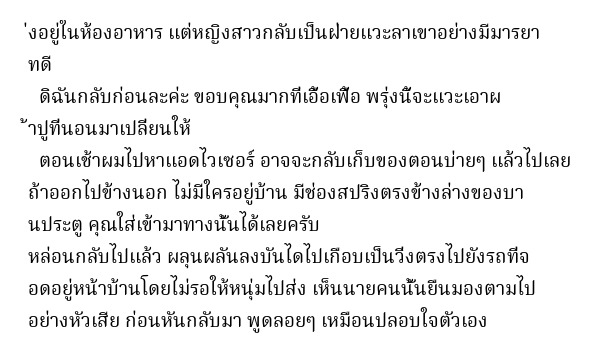 ่งอยู่ในห้องอาหาร แต่หญิงสาวกลับเป็นฝ่ายแวะลาเขาอย่างมีมารยา
ทดี
ดิฉันกลับก่อนละค่ะ ขอบคุณมากที่เอื้อเฟื้อ พรุ่งนี้จะแวะเอาผ
้าปูที่นอนมาเปลี่ยนให้
ตอนเช้าผมไปหาแอดไวเซอร์ อาจจะกลับเก็บของตอนบ่ายๆ แล้วไปเลย
ถ้าออกไปข้างนอก ไม่มีใครอยู่บ้าน มีช่องสปริงตรงข้างล่างของบา
นประตู คุณใส่เข้ามาทางนั้นได้เลยครับ
หล่อนกลับไปแล้ว ผลุนผลันลงบันไดไปเกือบเป็นวิ่งตรงไปยังรถที่จ
อดอยู่หน้าบ้านโดยไม่รอให้หนุ่มไปส่ง เห็นนายคนนั้นยืนมองตามไป
อย่างหัวเสีย ก่อนหันกลับมา พูดลอยๆ เหมือนปลอบใจตัวเอง